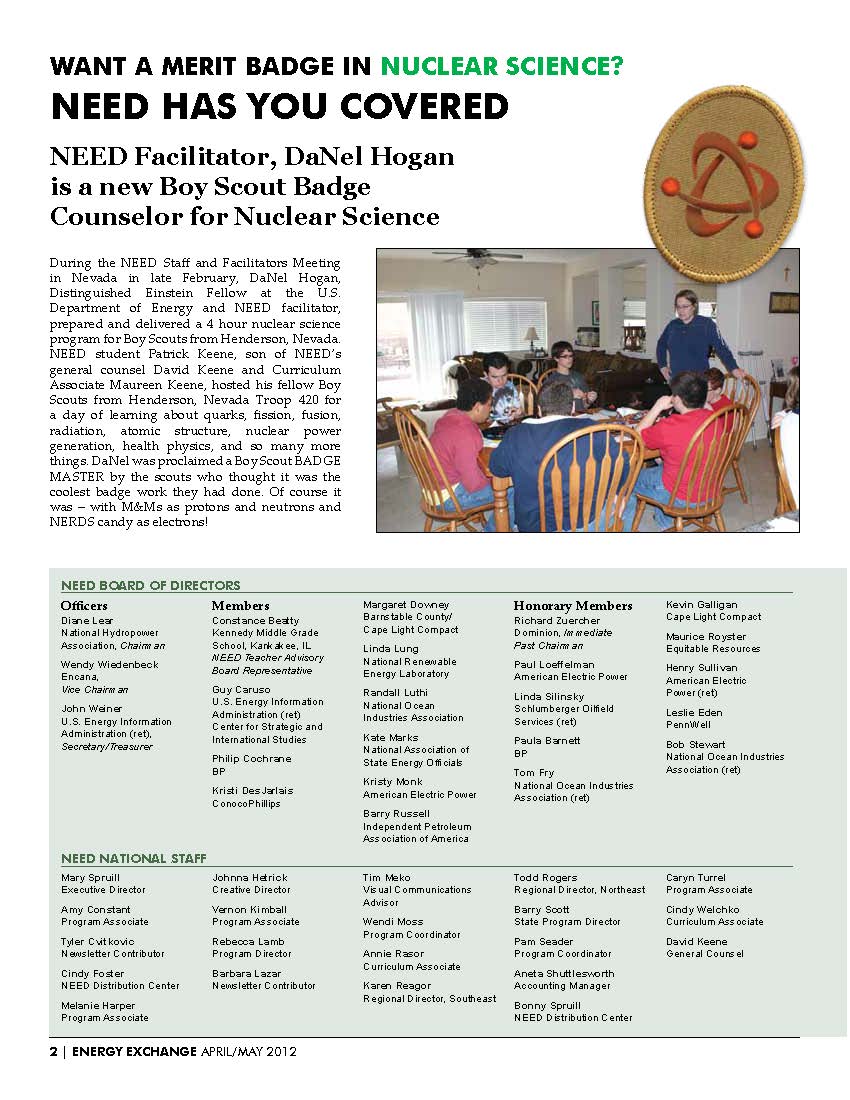 WANT A MERIT BADGE IN NUCLEAR SCIENCE?
NEED HAS YOU COVERED
NEED Facilitator, DaNel Hogan
is a new Boy Scout Badge
Counselor for Nuclear Science
During the NEED Staff and Facilitators Meeting
in Nevada in late February, DaNel Hogan,
Distinguished Einstein Fellow at the U.S.
Department of Energy and NEED facilitator,
prepared and delivered a 4 hour nuclear science
program for Boy Scouts from Henderson, Nevada.
NEED student Patrick Keene, son of NEED's
general counsel David Keene and Curriculum
Associate Maureen Keene, hosted his fellow Boy
Scouts from Henderson, Nevada Troop 420 for
a day of learning about quarks, fission, fusion,
radiation, atomic structure, nuclear power
generation, health physics, and so many more
things. DaNel was proclaimed a Boy Scout BADGE
MASTER by the scouts who thought it was the
coolest badge work they had done. Of course it
was – with M&Ms as protons and neutrons and
NERDS candy as electrons!
NEED BOARD OF DIRECTORS
Officers
Diane Lear
National Hydropower
Association, Chairman
Wendy Wiedenbeck
Encana,
Vice Chairman
John Weiner
U.S. Energy Information
Administration (ret),
Secretary/Treasurer
Members
Constance Beatty
Kennedy Middle Grade
School, Kankakee, IL
NEED Teacher Advisory
Board Representative
Guy Caruso
U.S. Energy Information
Administration (ret)
Center for Strategic and
International Studies
Philip Cochrane
BP
Kristi DesJarlais
ConocoPhillips
Margaret Downey
Barnstable County/
Cape Light Compact
Linda Lung
National Renewable
Energy Laboratory
Randall Luthi
National Ocean
Industries Association
Kate Marks
National Association of
State Energy Officials
Kristy Monk
American Electric Power
Barry Russell
Independent Petroleum
Association of America
Honorary Members
Richard Zuercher
Dominion, Immediate
Past Chairman
Paul Loeffelman
American Electric Power
Linda Silinsky
Schlumberger Oilfield
Services (ret)
Paula Barnett
BP
Tom Fry
National Ocean Industries
Association (ret)
Kevin Galligan
Cape Light Compact
Maurice Royster
Equitable Resources
Henry Sullivan
American Electric
Power (ret)
Leslie Eden
PennWell
Bob Stewart
National Ocean Industries
Association (ret)
NEED NATIONAL STAFF
Mary Spruill
Executive Director
Amy Constant
Program Associate
Tyler Cvitkovic
Newsletter Contributor
Cindy Foster
NEED Distribution Center
Melanie Harper
Program Associate
Johnna Hetrick
Creative Director
Vernon Kimball
Program Associate
Rebecca Lamb
Program Director
Barbara Lazar
Newsletter Contributor
Tim Meko
Visual Communications
Advisor
Wendi Moss
Program Coordinator
Annie Rasor
Curriculum Associate
Karen Reagor
Regional Director, Southeast
Todd Rogers
Regional Director, Northeast
Barry Scott
State Program Director
Pam Seader
Program Coordinator
Aneta Shuttlesworth
Accounting Manager
Bonny Spruill
NEED Distribution Center
Caryn Turrel
Program Associate
Cindy Welchko
Curriculum Associate
David Keene
General Counsel
2 | ENERGY EXCHANGE APRIL/MAY 2012